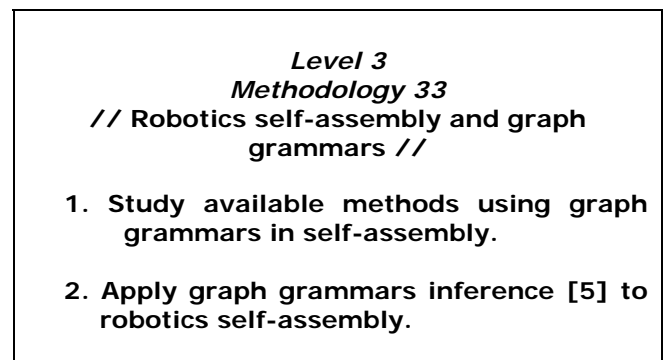 Level 3
Methodology 33
// Robotics self-assembly and graph
grammars //
1. Study available methods using graph
grammars in self-assembly.
2. Apply graph grammars inference [5] to
robotics self-assembly.